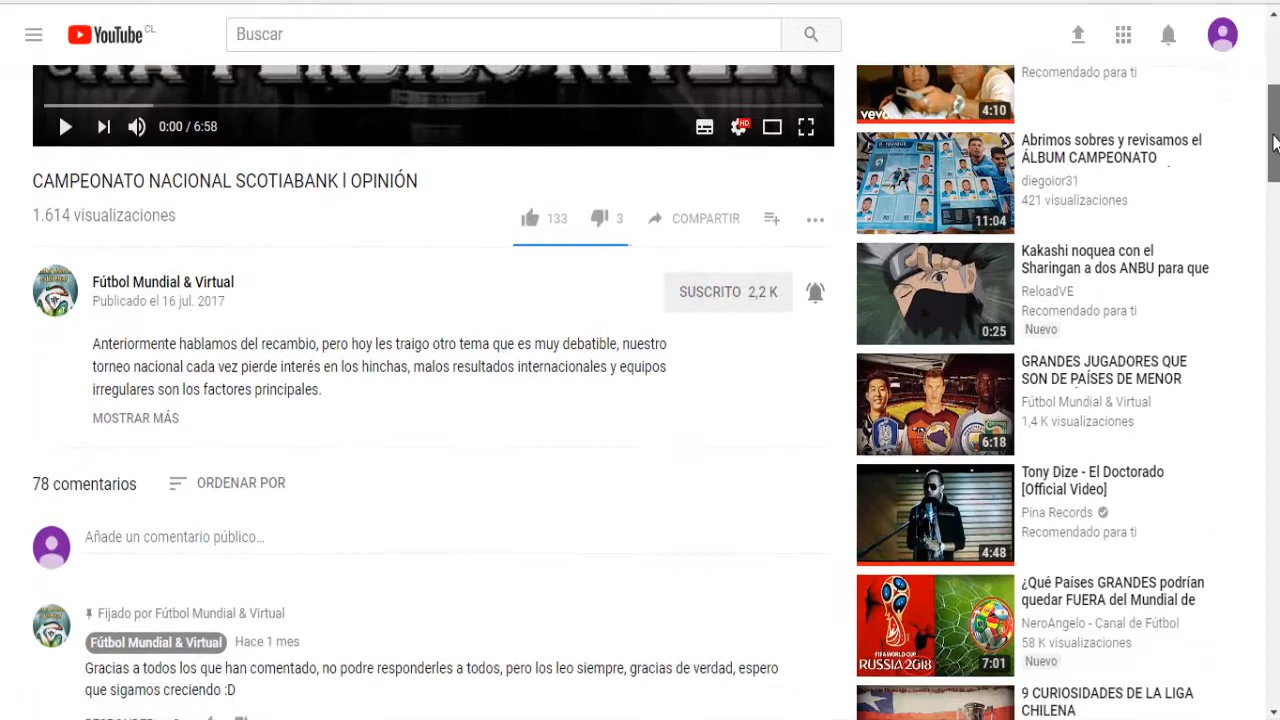 YouTube CL
Buscar
0:00 / 6:58
HD
CAMPEONATO NACIONAL SCOTIABANK l OPINIÓN
1.614 visualizaciones
133
3
COMPARTIR
Fútbol Mundial & Virtual
Publicado el 16 jul. 2017
SUSCRITO 2,2 K
Anteriormente hablamos del recambio, pero hoy les traigo otro tema que es muy debatible, nuestro
torneo nacional cada vez pierde interés en los hinchas, malos resultados internacionales y equipos
irregulares son los factores principales.
MOSTRAR MÁS
78 comentarios
ORDENAR POR
Añade un comentario público...
Fijado por Fútbol Mundial & Virtual
Fútbol Mundial & Virtual Hace 1 mes
Gracias a todos los que han comentado, no podre responderles a todos, pero los leo siempre, gracias de verdad, espero
que sigamos creciendo :D
vevo
4:10
Recomendado para ti
11:04
Abrimos sobres y revisamos el
ÁLBUM CAMPEONATO
diegoior31
421 visualizaciones
0:25
Kakashi noquea con el
Sharingan a dos ANBU para que
ReloadVE
Recomendado para ti
Nuevo
6:18
GRANDES JUGADORES QUE
SON DE PAÍSES DE MENOR
Fútbol Mundial & Virtual
1,4 K visualizaciones
4:48
Tony Dize - El Doctorado
[Official Video]
Pina Records
Recomendado para ti
FIFA WORLD CUP
RUSSIA 2018
7:01
¿Qué Países GRANDES podrían
quedar FUERA del Mundial de
NeroAngelo - Canal de Fútbol
58 K visualizaciones
Nuevo
9 CURIOSIDADES DE LA LIGA
CHILENA